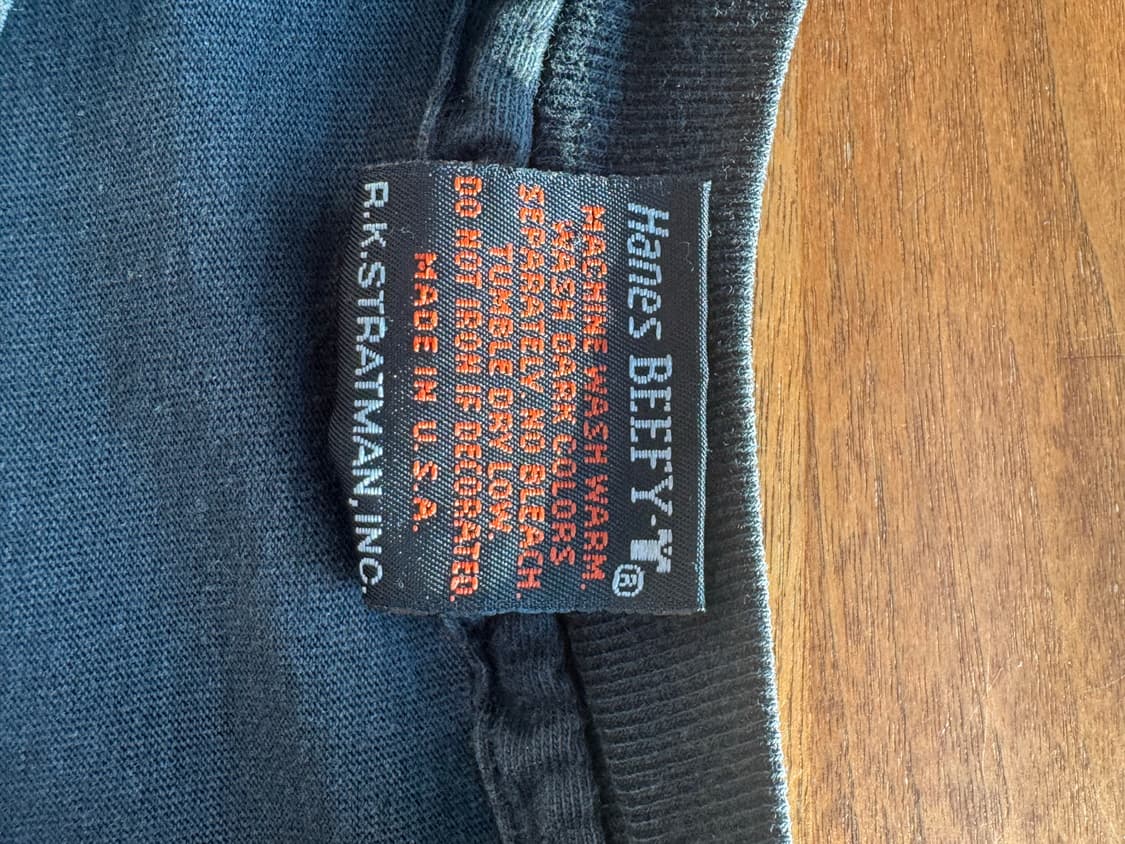 Hanes BEEFY-T®
MACHINE WASH WARM.
WASH DARK COLORS
SEPARATELY. NO BLEACH.
TUMBLE DRY LOW.
DO NOT IRON IF DECORATED.
MADE IN U.S.A.
R.K.STRATMAN,INC.